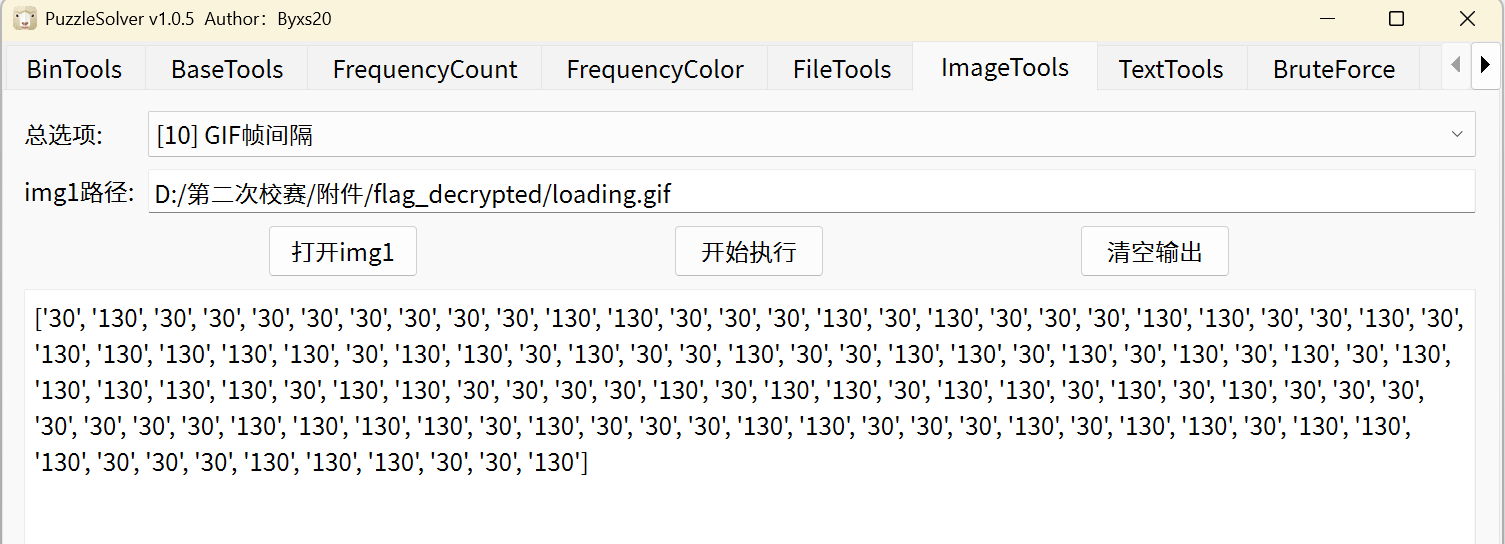 PuzzleSolver v1.0.5 Author：Byxs20
BinTools BaseTools FrequencyCount FrequencyColor FileTools ImageTools TextTools BruteForce
总选项: [10] GIF帧间隔
img1路径: D:/第二次校赛/附件/flag_decrypted/loading.gif
打开img1 开始执行 清空输出
['30', '130', '30', '30', '30', '30', '30', '30', '30', '30', '130', '130', '30', '30', '30', '130', '30', '130', '30', '30', '30', '130', '130', '30', '30', '130', '30',
'130', '130', '130', '130', '130', '30', '130', '130', '30', '130', '30', '30', '130', '30', '30', '130', '130', '30', '130', '30', '130', '30', '130', '30', '130',
'130', '130', '130', '130', '30', '130', '130', '30', '30', '30', '30', '130', '30', '130', '130', '30', '130', '130', '30', '130', '30', '130', '30', '30', '30',
'30', '30', '30', '30', '130', '130', '130', '130', '30', '130', '30', '30', '30', '130', '130', '30', '30', '30', '130', '30', '130', '130', '30', '130', '130',
'130', '30', '30', '30', '130', '130', '130', '30', '30', '130']